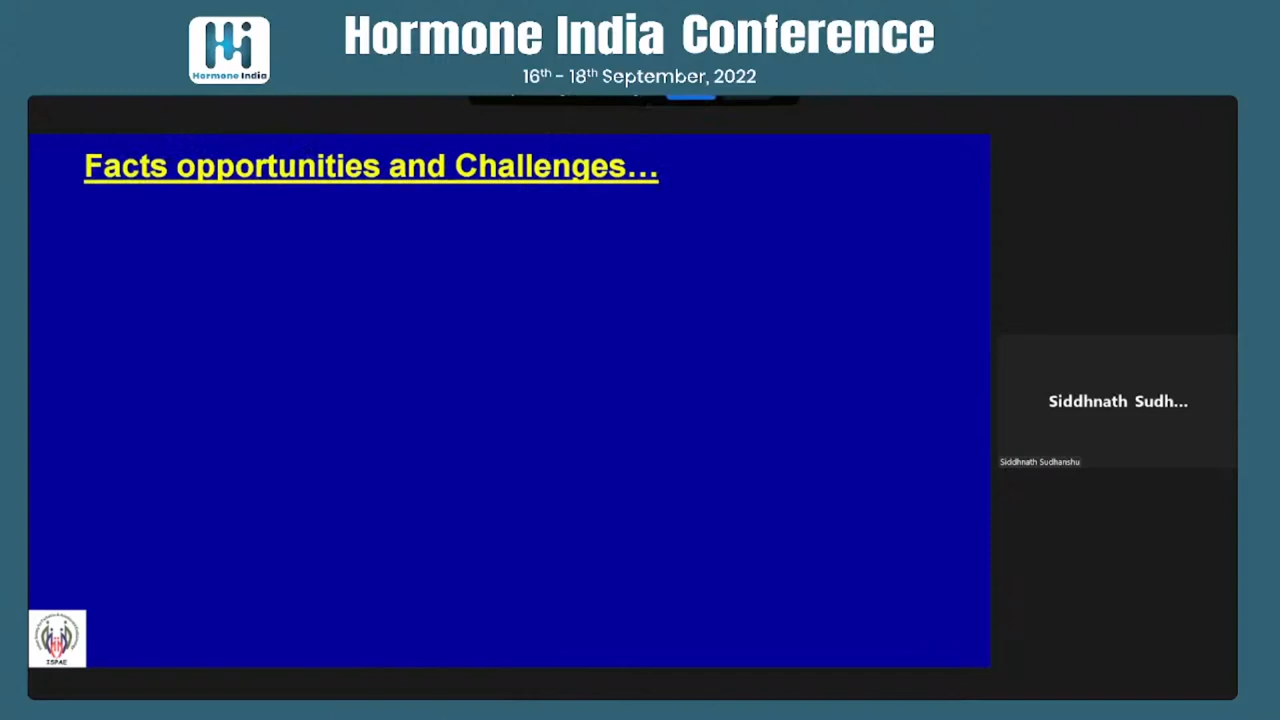 Hormone India Conference
Hormone India
16th - 18th September, 2022
Facts opportunities and Challenges...
Siddhnath Sudh...
Siddhnath Sudhanshu
ISPAE